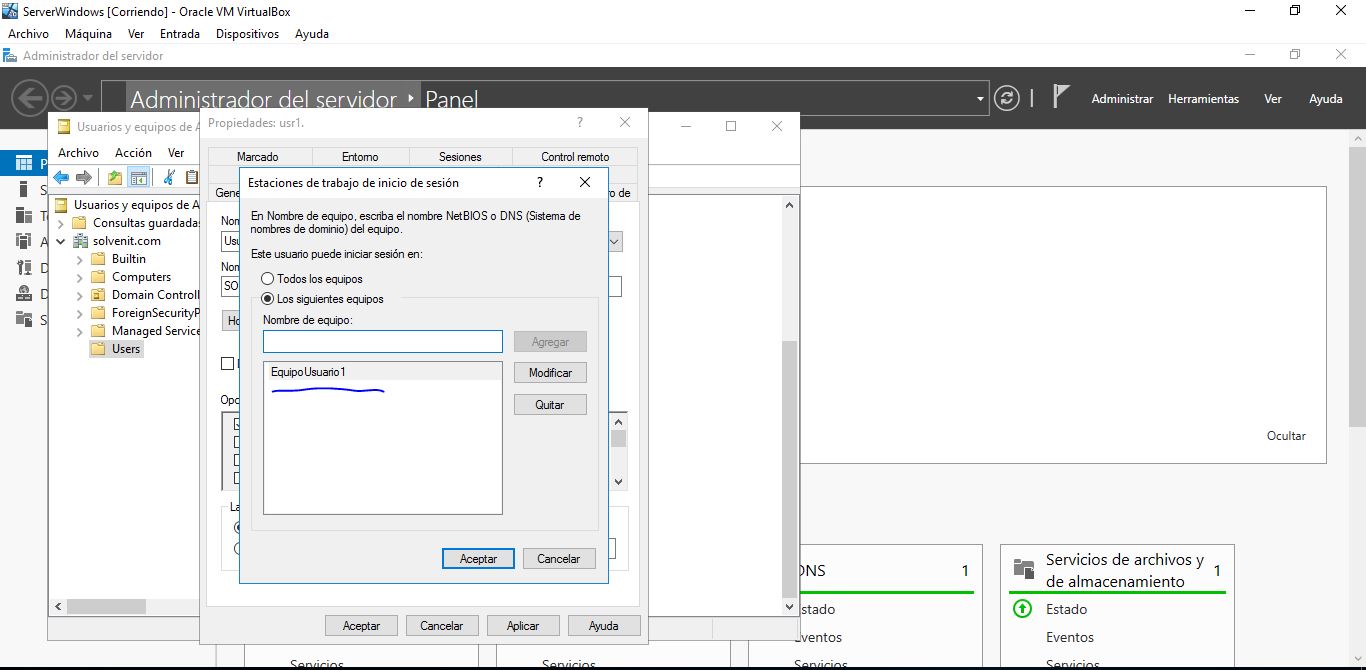 ServerWindows [Corriendo] - Oracle VM VirtualBox
Archivo Máquina Ver Entrada Dispositivos Ayuda
Administrador del servidor
Administrador del servidor Panel
Administrar Herramientas Ver Ayuda
Usuarios y equipos de A
Archivo Acción Ver
Usuarios y equipos de A
Consultas guardadas
solvenit.com
Builtin
Computers
Domain Controll
ForeignSecurityP
Managed Service
Users
Propiedades: usr1.
Marcado Entorno Sesiones Control remoto
Gene
ro de
Nom
Usu
Nom
SO
Ho
Opc
La
Estaciones de trabajo de inicio de sesión
En Nombre de equipo, escriba el nombre NetBIOS o DNS (Sistema de
nombres de dominio) del equipo.
Este usuario puede iniciar sesión en:
Todos los equipos
Los siguientes equipos
Nombre de equipo:
Agregar
EquipoUsuario1
Modificar
Quitar
Aceptar Cancelar
Aceptar Cancelar Aplicar Ayuda
Ocultar
DNS 1
stado
ventos
Servicios
Servicios de archivos y
de almacenamiento 1
Estado
Eventos
Servicios
Servicios
Servicios